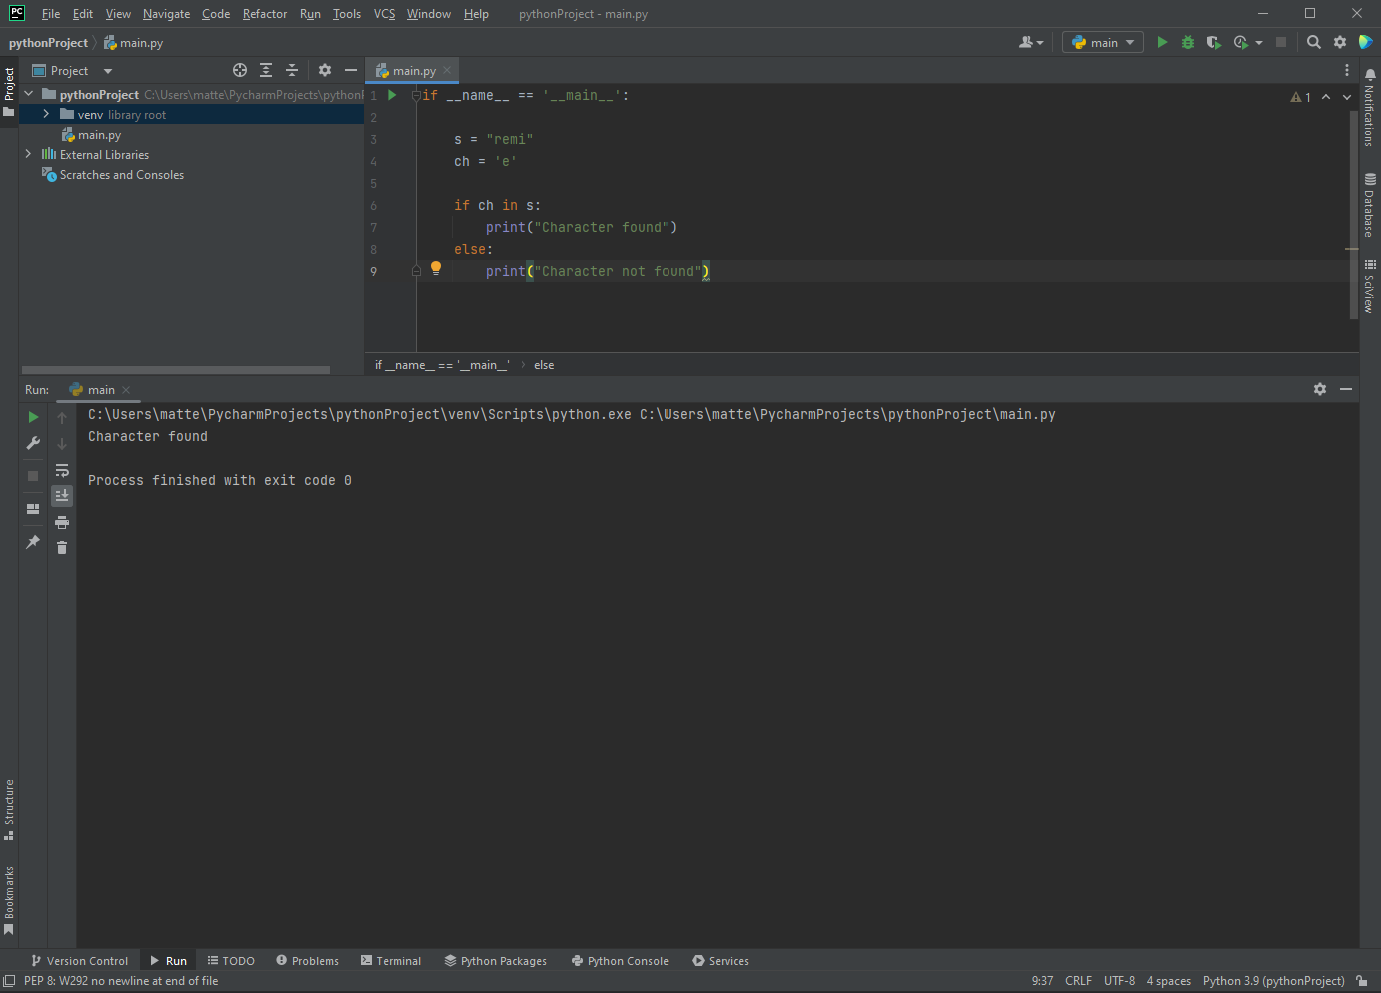 PC File Edit View Navigate Code Refactor Run Tools VCS Window Help pythonProject - main.py
pythonProject main.py main
Project
Project main.py
pythonProject C:\Users\matte\PycharmProjects\python
venv library root
main.py
External Libraries
Scratches and Consoles
1 if __name__ == '__main__':
2
3 s = "remi"
4 ch = 'e'
5
6 if ch in s:
7 print("Character found")
8 else:
9 print("Character not found")
1
if __name__ == '__main__' › else
Notifications
Database
SciView
Run: main
C:\Users\matte\PycharmProjects\pythonProject\venv\Scripts\python.exe C:\Users\matte\PycharmProjects\pythonProject\main.py
Character found
Process finished with exit code 0
Structure
Bookmarks
Version Control Run TODO Problems Terminal Python Packages Python Console Services
PEP 8: W292 no newline at end of file 9:37 CRLF UTF-8 4 spaces Python 3.9 (pythonProject)